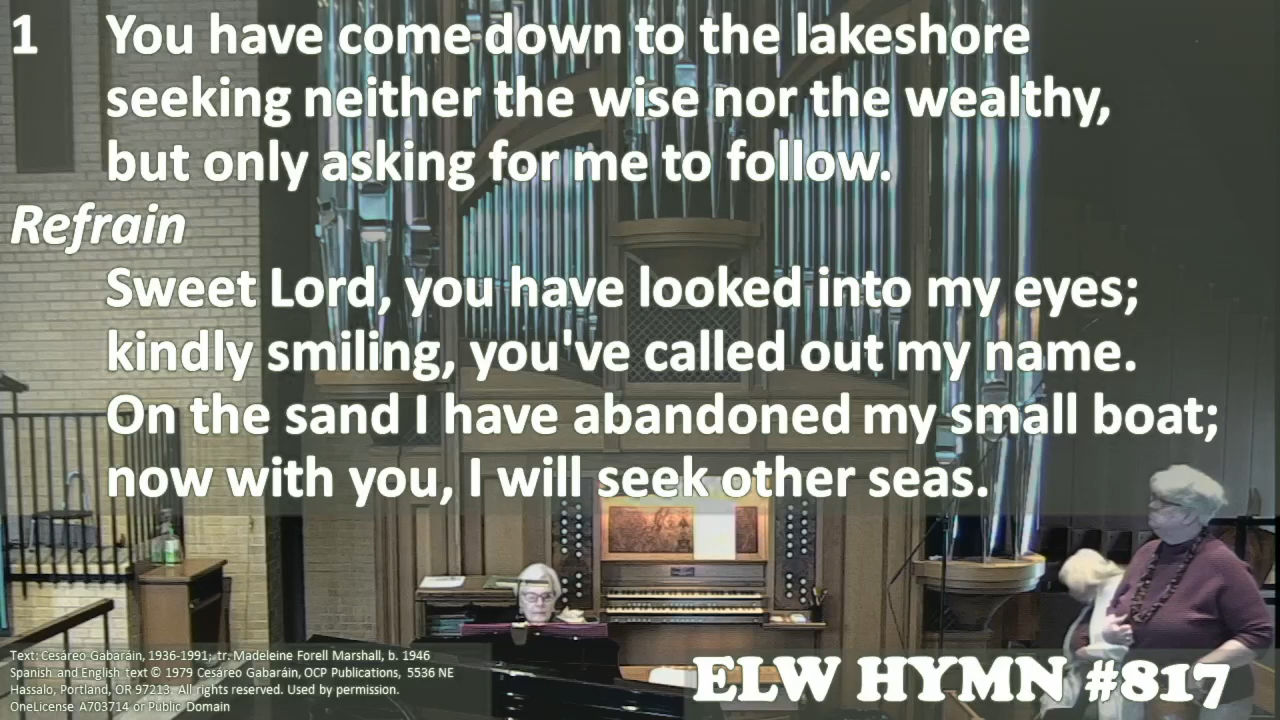 1 You have come down to the lakeshore
seeking neither the wise nor the wealthy,
but only asking for me to follow.
Refrain
Sweet Lord, you have looked into my eyes;
kindly smiling, you've called out my name.
On the sand I have abandoned my small boat;
now with you, I will seek other seas.
Text: Cesáreo Gabaráin, 1936-1991; tr. Madeleine Forell Marshall, b. 1946
Spanish and English text © 1979 Cesáreo Gabaráin, OCP Publications, 5536 NE
Hassalo, Portland, OR 97213. All rights reserved. Used by permission.
OneLicense A703714 or Public Domain
ELW HYMN #817